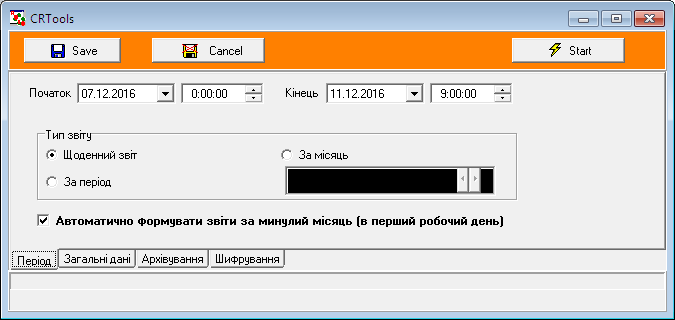 CRTools
Save Cancel Start
Початок 07.12.2016 0:00:00 Кінець 11.12.2016 9:00:00
Тип звіту
Щоденний звіт За місяць
За період
Автоматично формувати звіти за минулий місяць (в перший робочий день)
Період Загальні дані Архівування Шифрування